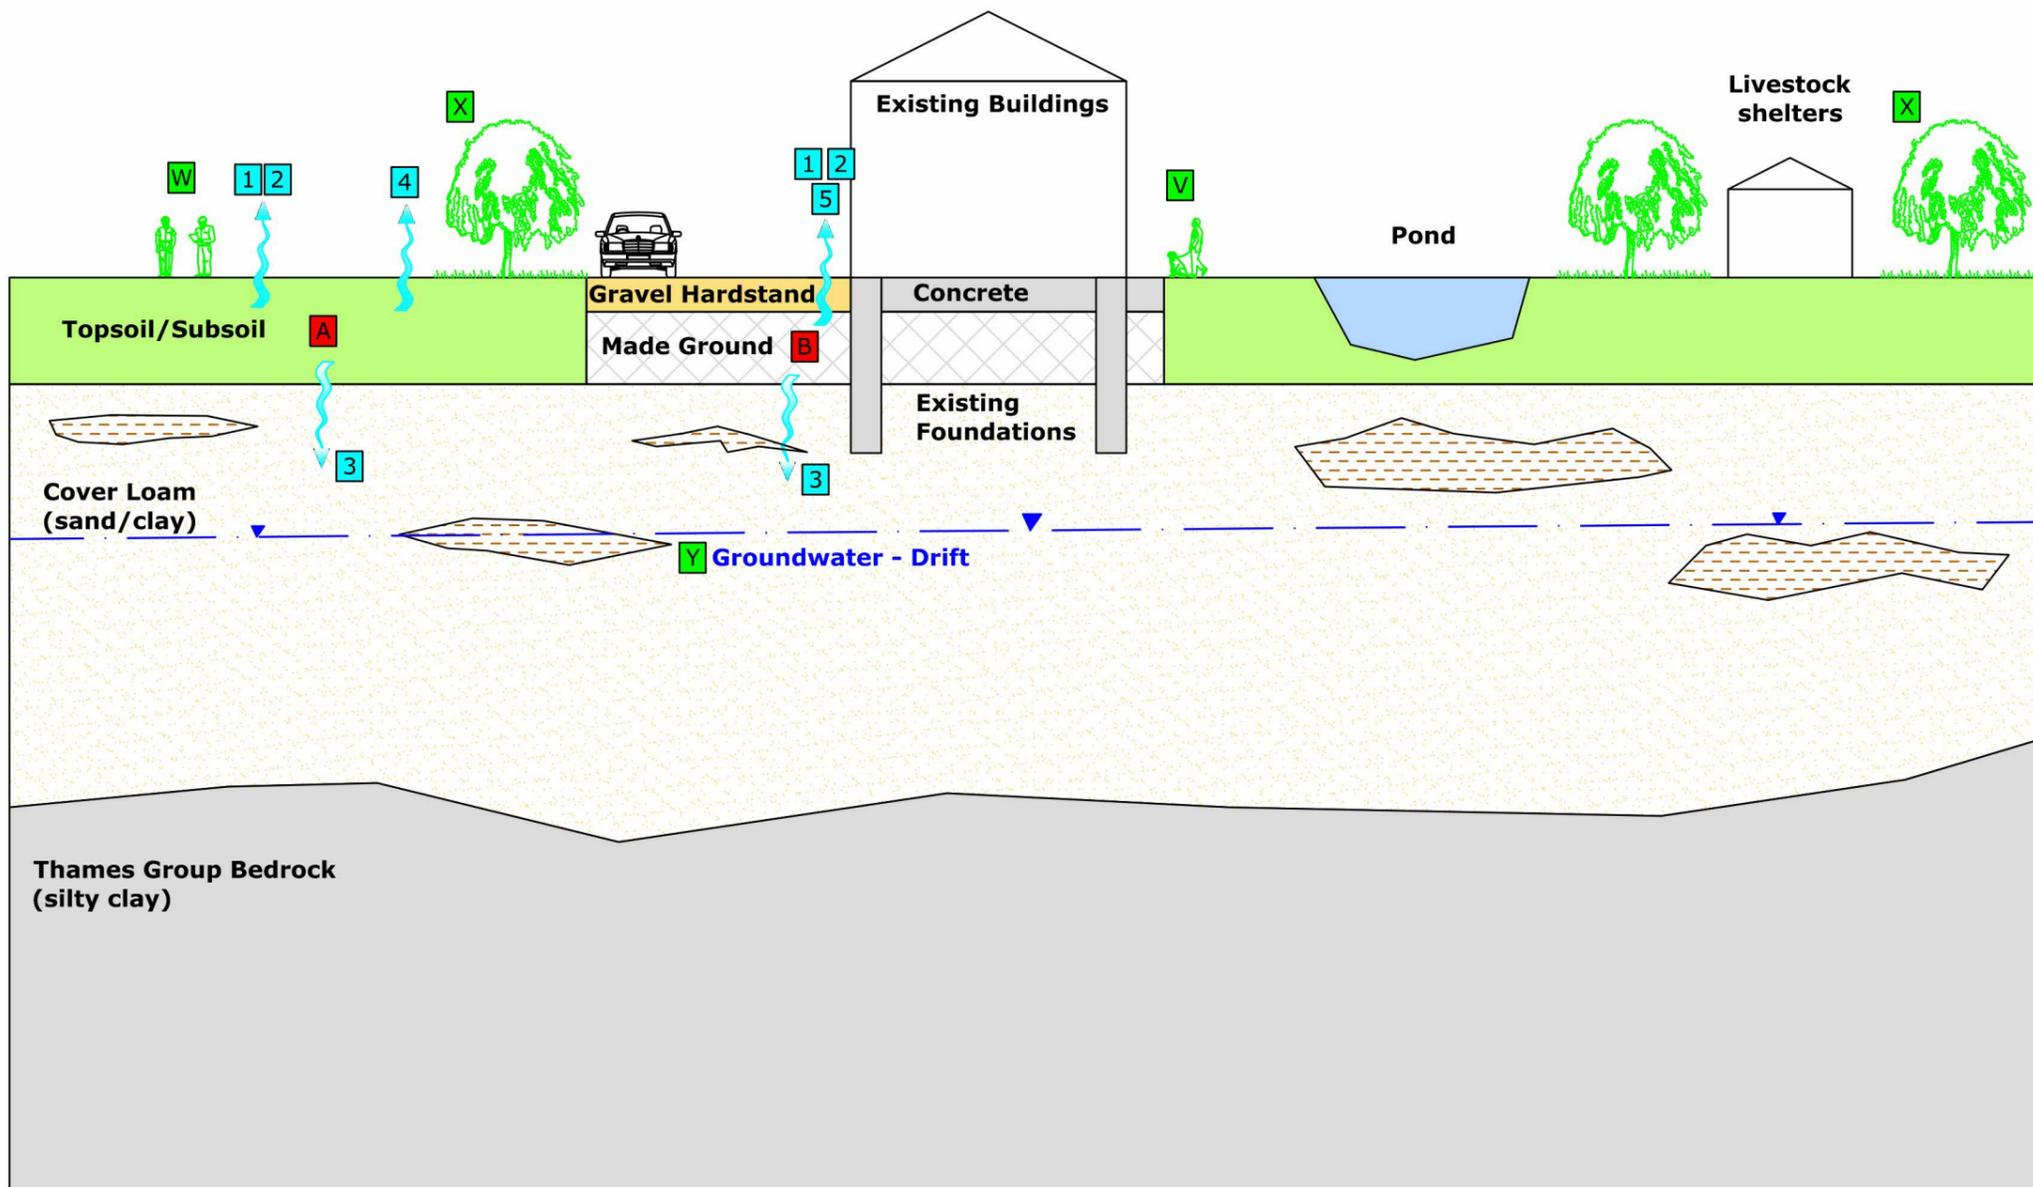 Livestock
shelters
X
X
Existing Buildings
W
1 2
4
1 2
5
V
Pond
Gravel Hardstand
Concrete
Topsoil/Subsoil
A
Made Ground
B
Existing
Foundations
3
3
Cover Loam
(sand/clay)
Y Groundwater - Drift
Thames Group Bedrock
(silty clay)